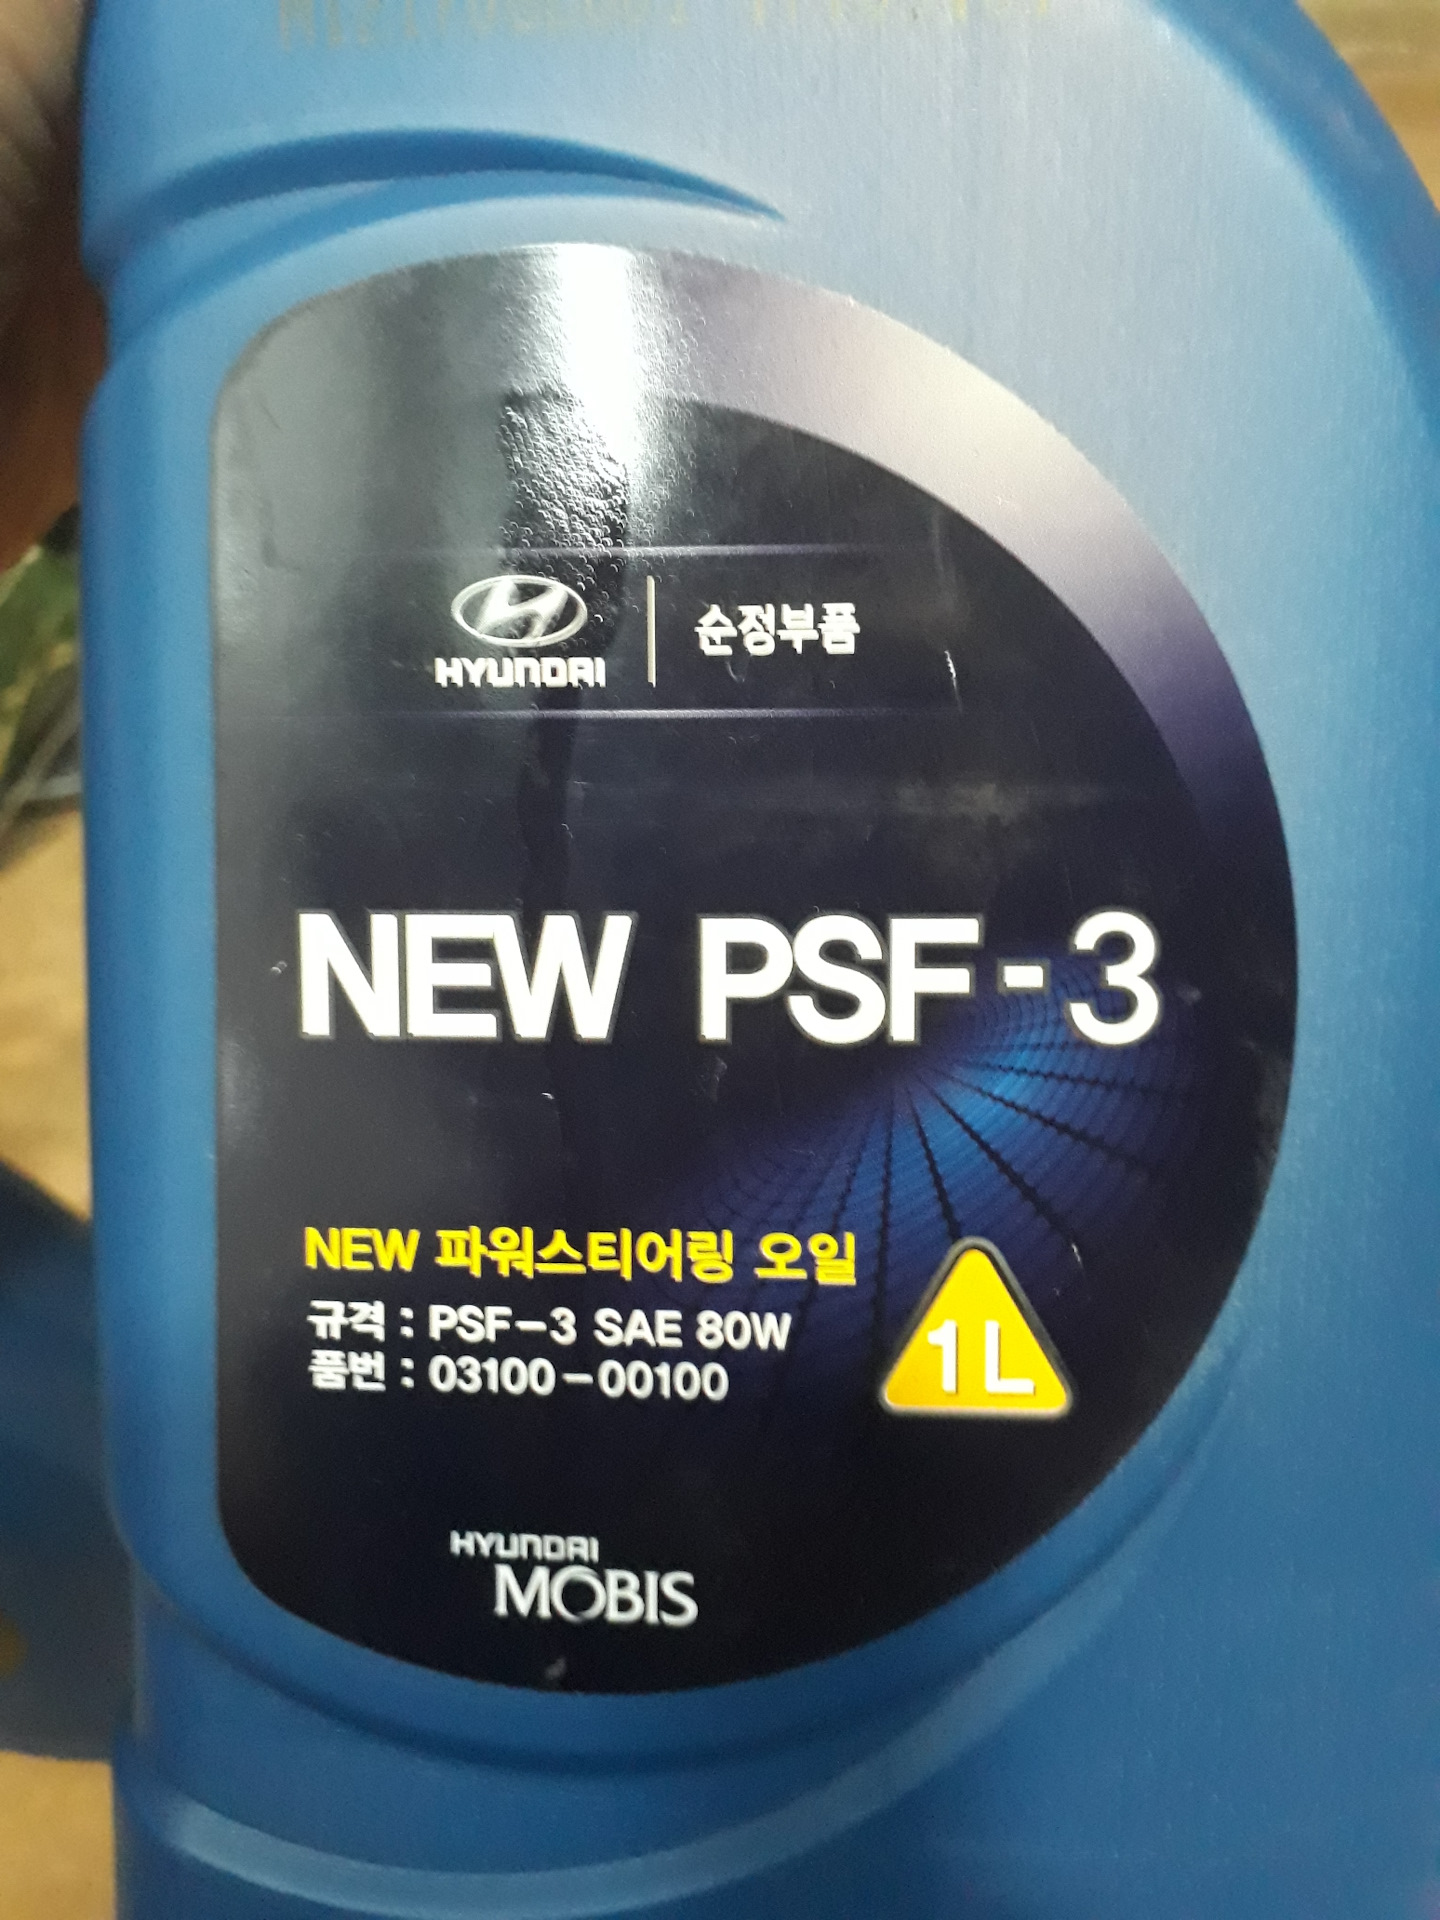 HYUNDAI 순정부품
NEW PSF-3
NEW 파워스티어링 오일
규격 : PSF-3 SAE 80W
품번 : 03100-00100
1L
HYUNDAI
MOBIS